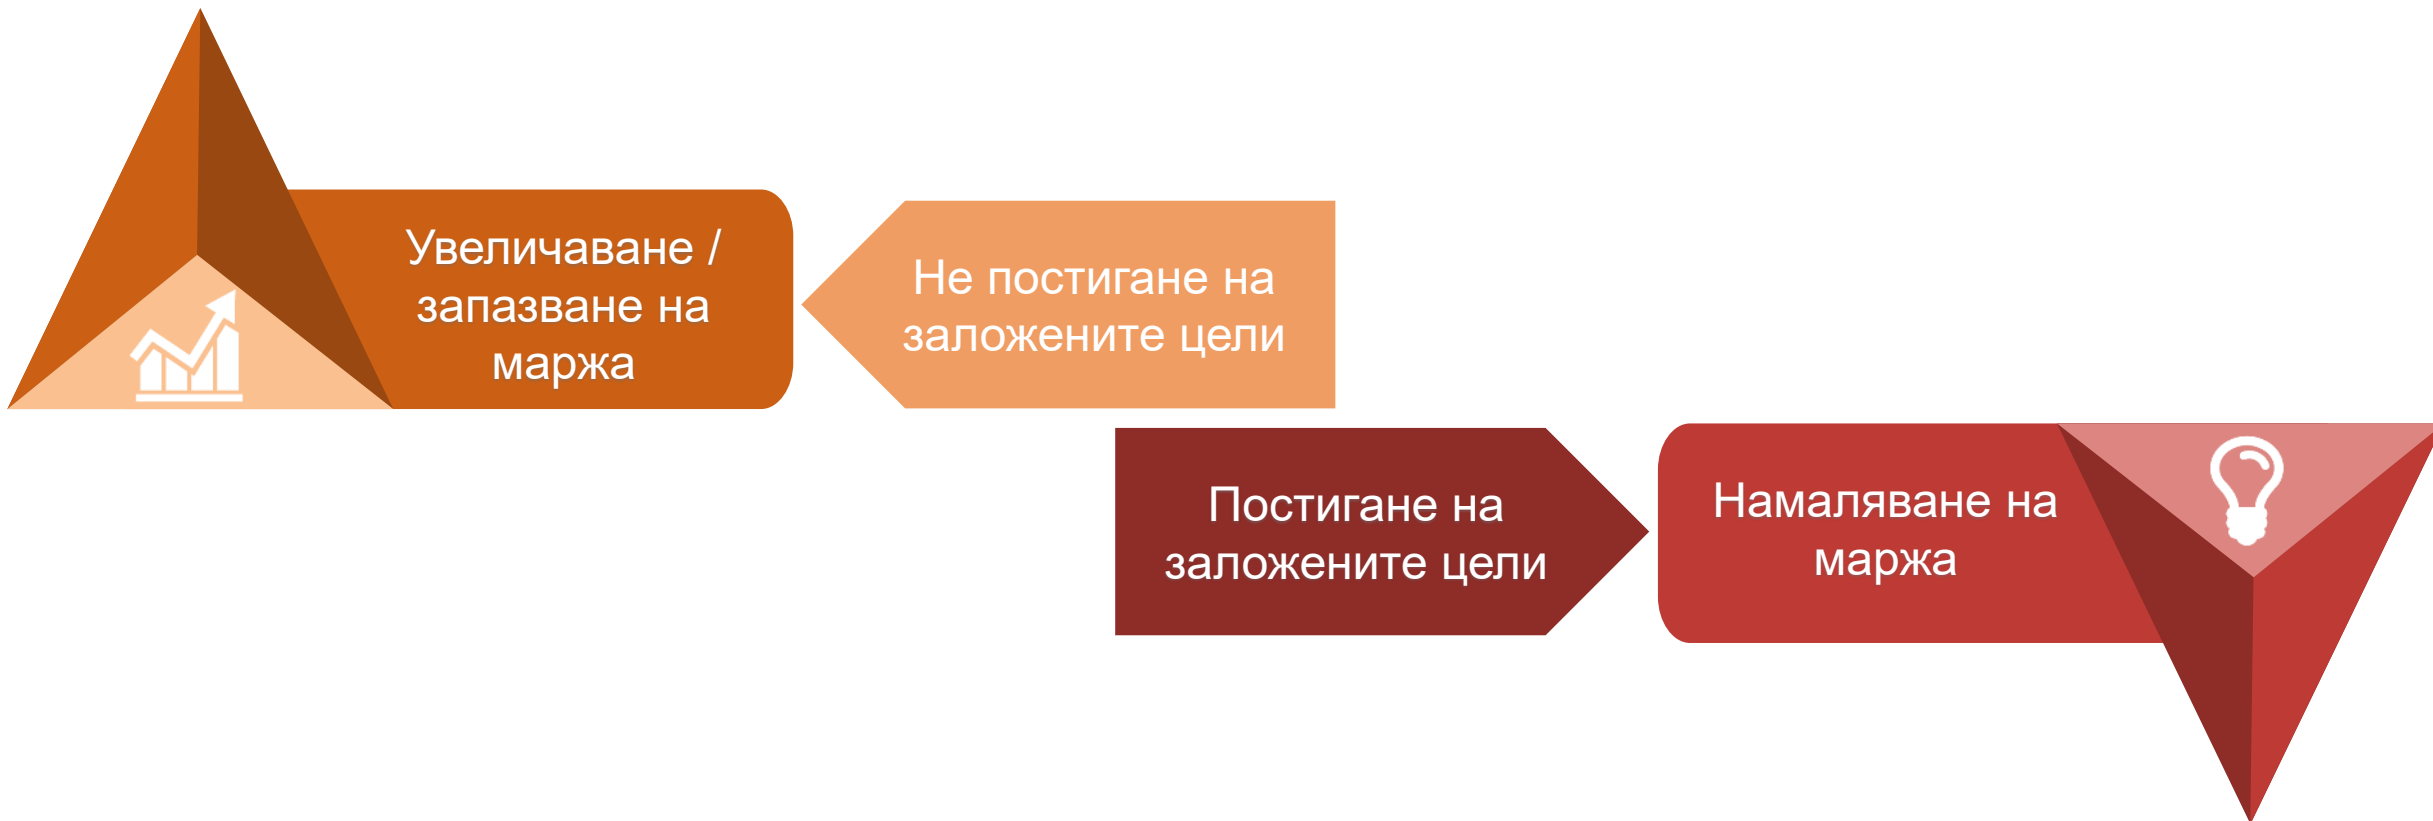 Увеличаване /
запазване на
маржа
Не постигане на
заложените цели
Постигане на
заложените цели
Намаляване на
маржа